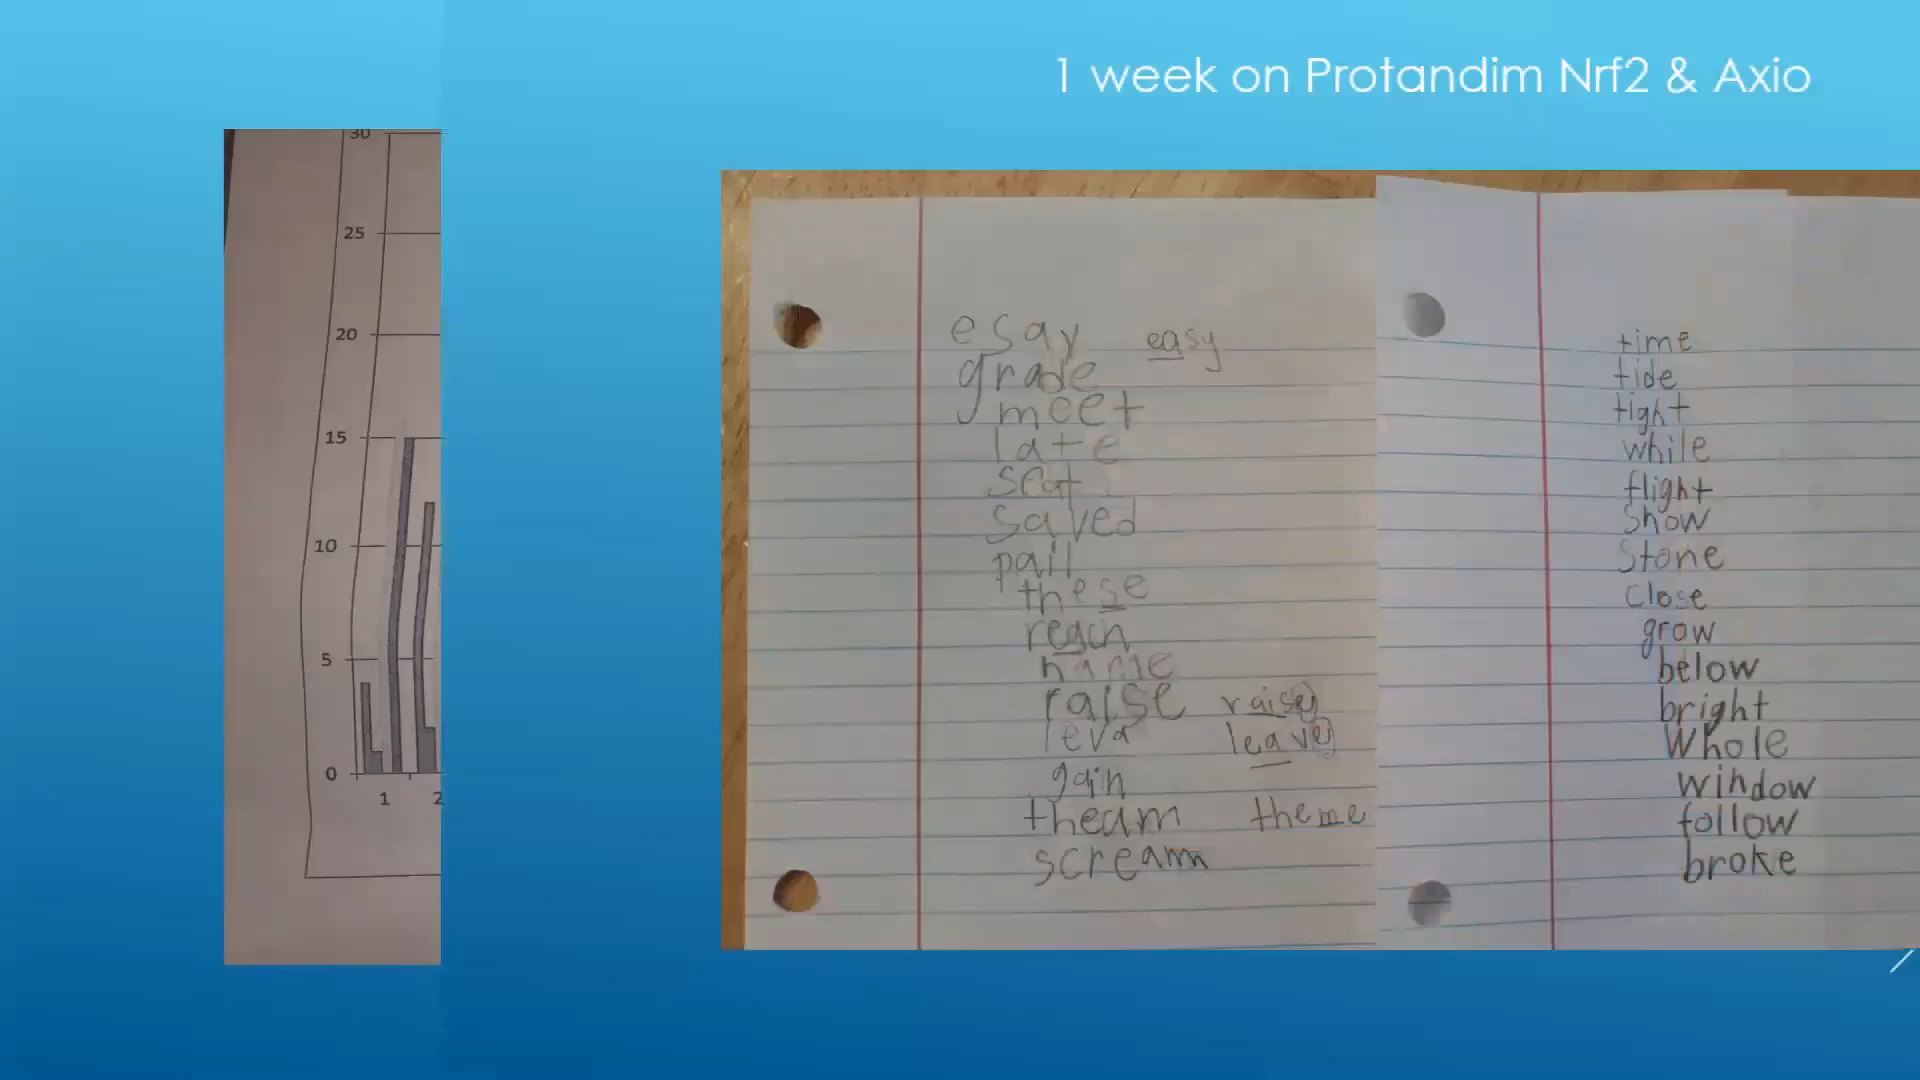 1 week on Protandim Nrf2 & Axio
30
25
20
15
10
5
0
1
2
esay easy
grade
meet
late
seat
saved
pail
these
reach
name
raise raise
leva leave
gain
theam theme
scream
time
tide
tight
while
flight
Show
Stone
Close
grow
below
bright
Whole
window
follow
broke